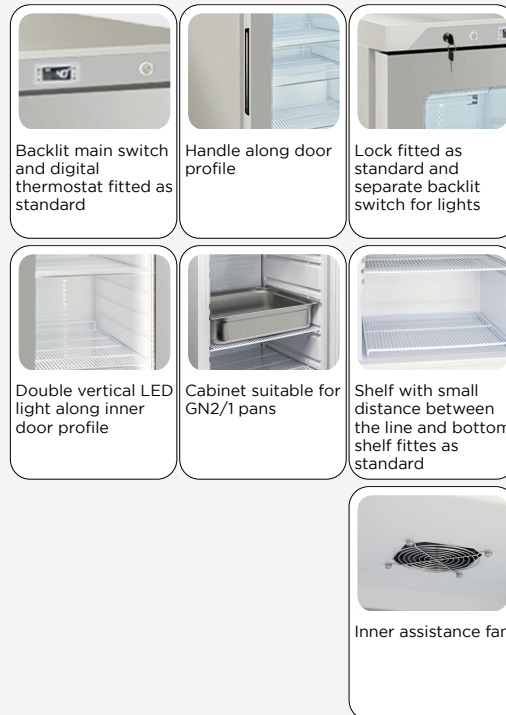 Backlit main switch
and digital
thermostat fitted as
standard
Handle along door
profile
Lock fitted as
standard and
separate backlit
switch for lights
Double vertical LED
light along inner
door profile
Cabinet suitable for
GN2/1 pans
Shelf with small
distance between
the line and bottom
shelf fittes as
standard
Inner assistance fan